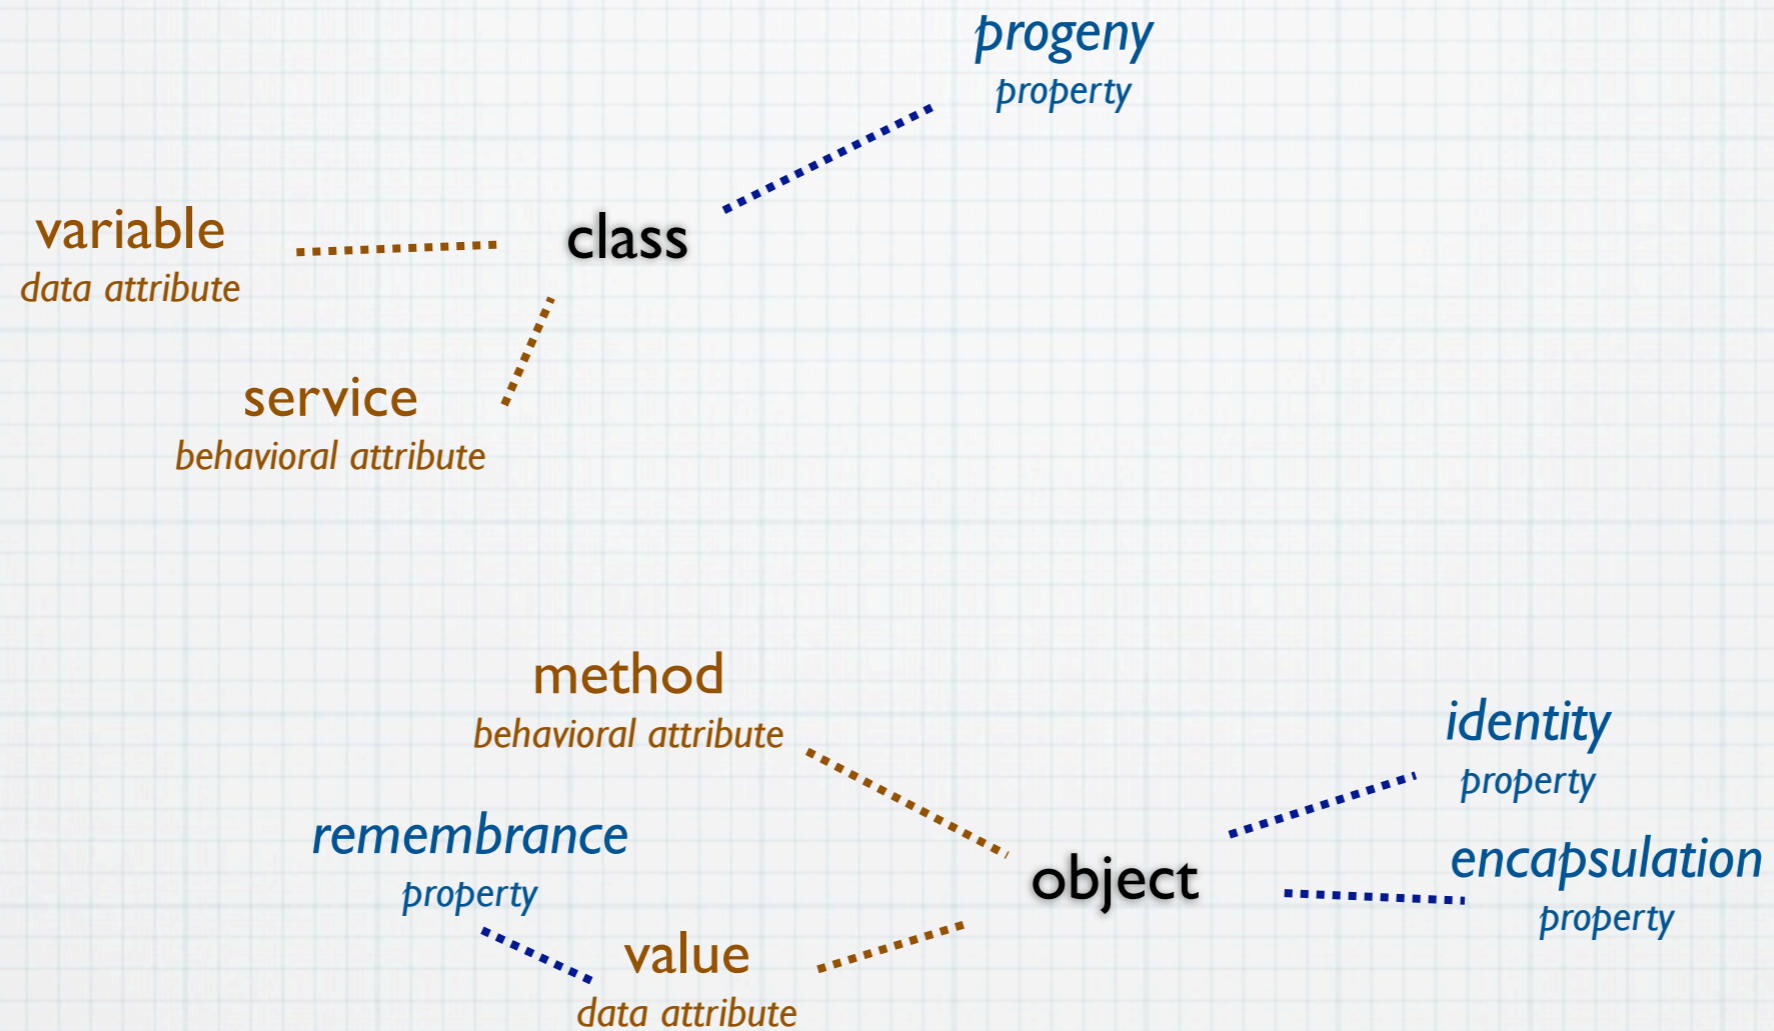 progeny
property
variable
data attribute
class
service
behavioral attribute
method
behavioral attribute
identity
property
remembrance
property
object
encapsulation
property
value
data attribute